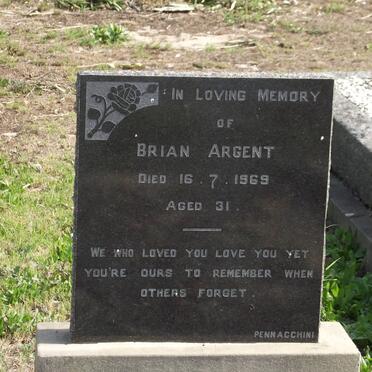 IN LOVING MEMORY
OF
BRIAN ARGENT
DIED 16.7.1969
AGED 31.
WE WHO LOVED YOU LOVE YOU YET
YOU'RE OURS TO REMEMBER WHEN
OTHERS FORGET.
PENNACCHINI